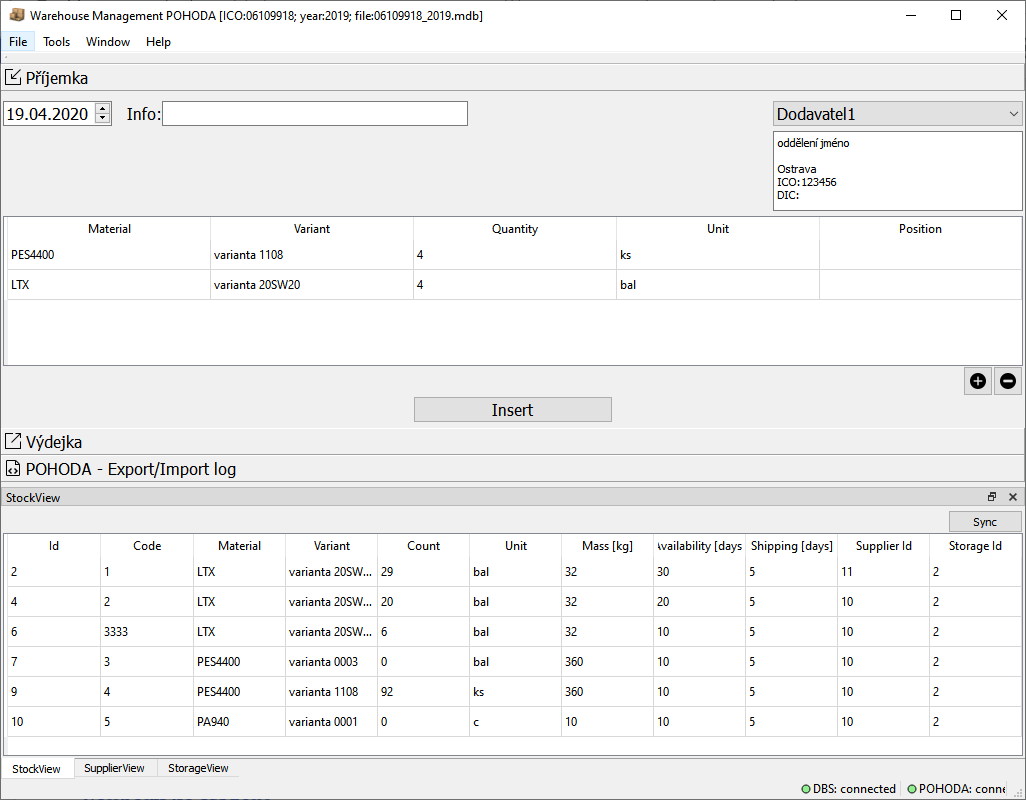 Warehouse Management POHODA [ICO:06109918; year:2019; file:06109918_2019.mdb]
File Tools Window Help
Příjemka
19.04.2020 Info: Dodavatel1
oddělení jméno
Ostrava
ICO:123456
DIC:
Material Variant Quantity Unit Position
PES4400 varianta 1108 4 ks
LTX varianta 20SW20 4 bal
Insert
Výdejka
POHODA - Export/Import log
StockView
Sync
Id Code Material Variant Count Unit Mass [kg] vailability [days Shipping [days] Supplier Id Storage Id
2 1 LTX varianta 20SW... 29 bal 32 30 5 11 2
4 2 LTX varianta 20SW... 20 bal 32 20 5 10 2
6 3333 LTX varianta 20SW... 6 bal 32 10 5 10 2
7 3 PES4400 varianta 0003 0 bal 360 10 5 10 2
9 4 PES4400 varianta 1108 92 ks 360 10 5 10 2
10 5 PA940 varianta 0001 0 c 10 10 5 10 2
StockView SupplierView StorageView
DBS: connected POHODA: conne